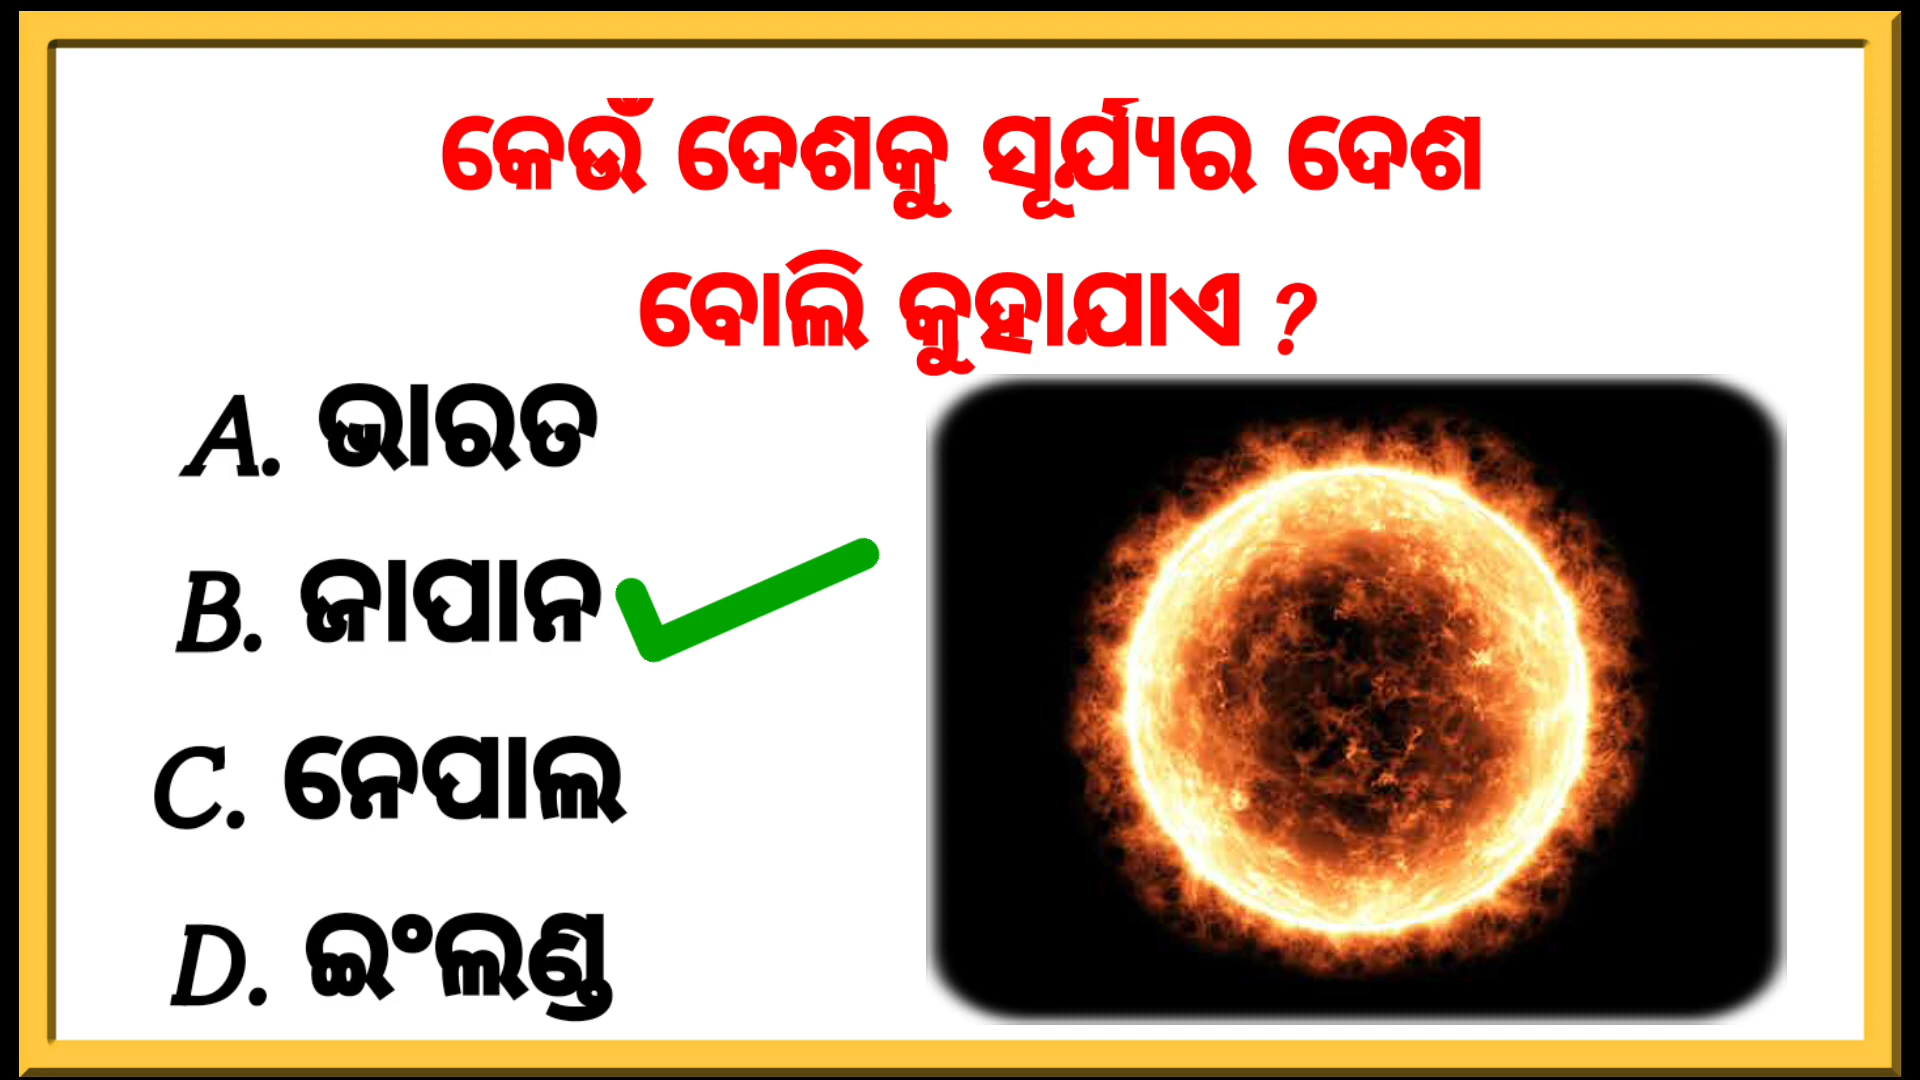 କେଉଁ ଦେଶକୁ ସୂର୍ଯ୍ୟର ଦେଶ
ବୋଲି କୁହାଯାଏ ?
A. ଭାରତ
B. ଜାପାନ
C. ନେପାଲ
D. ଇଂଲଣ୍ଡ